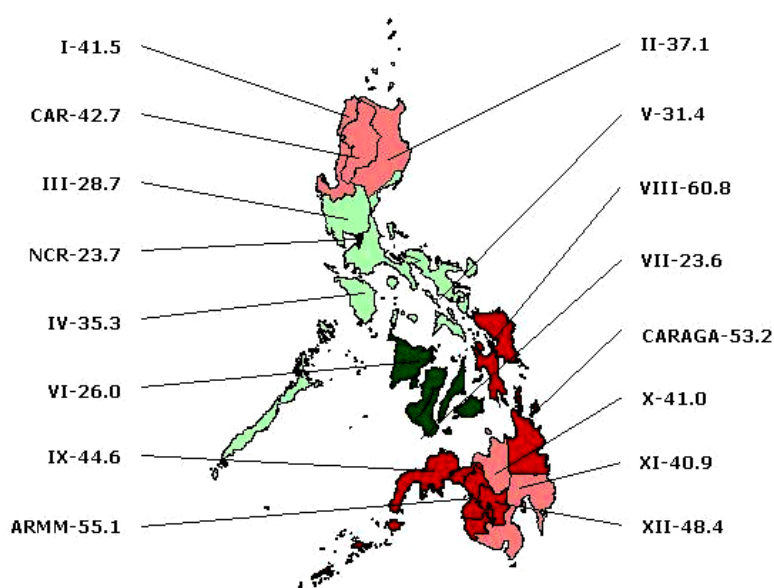 I-41.5
CAR-42.7
III-28.7
NCR-23.7
IV-35.3
VI-26.0
IX-44.6
ARMM-55.1
II-37.1
V-31.4
VIII-60.8
VII-23.6
CARAGA-53.2
X-41.0
XI-40.9
XII-48.4